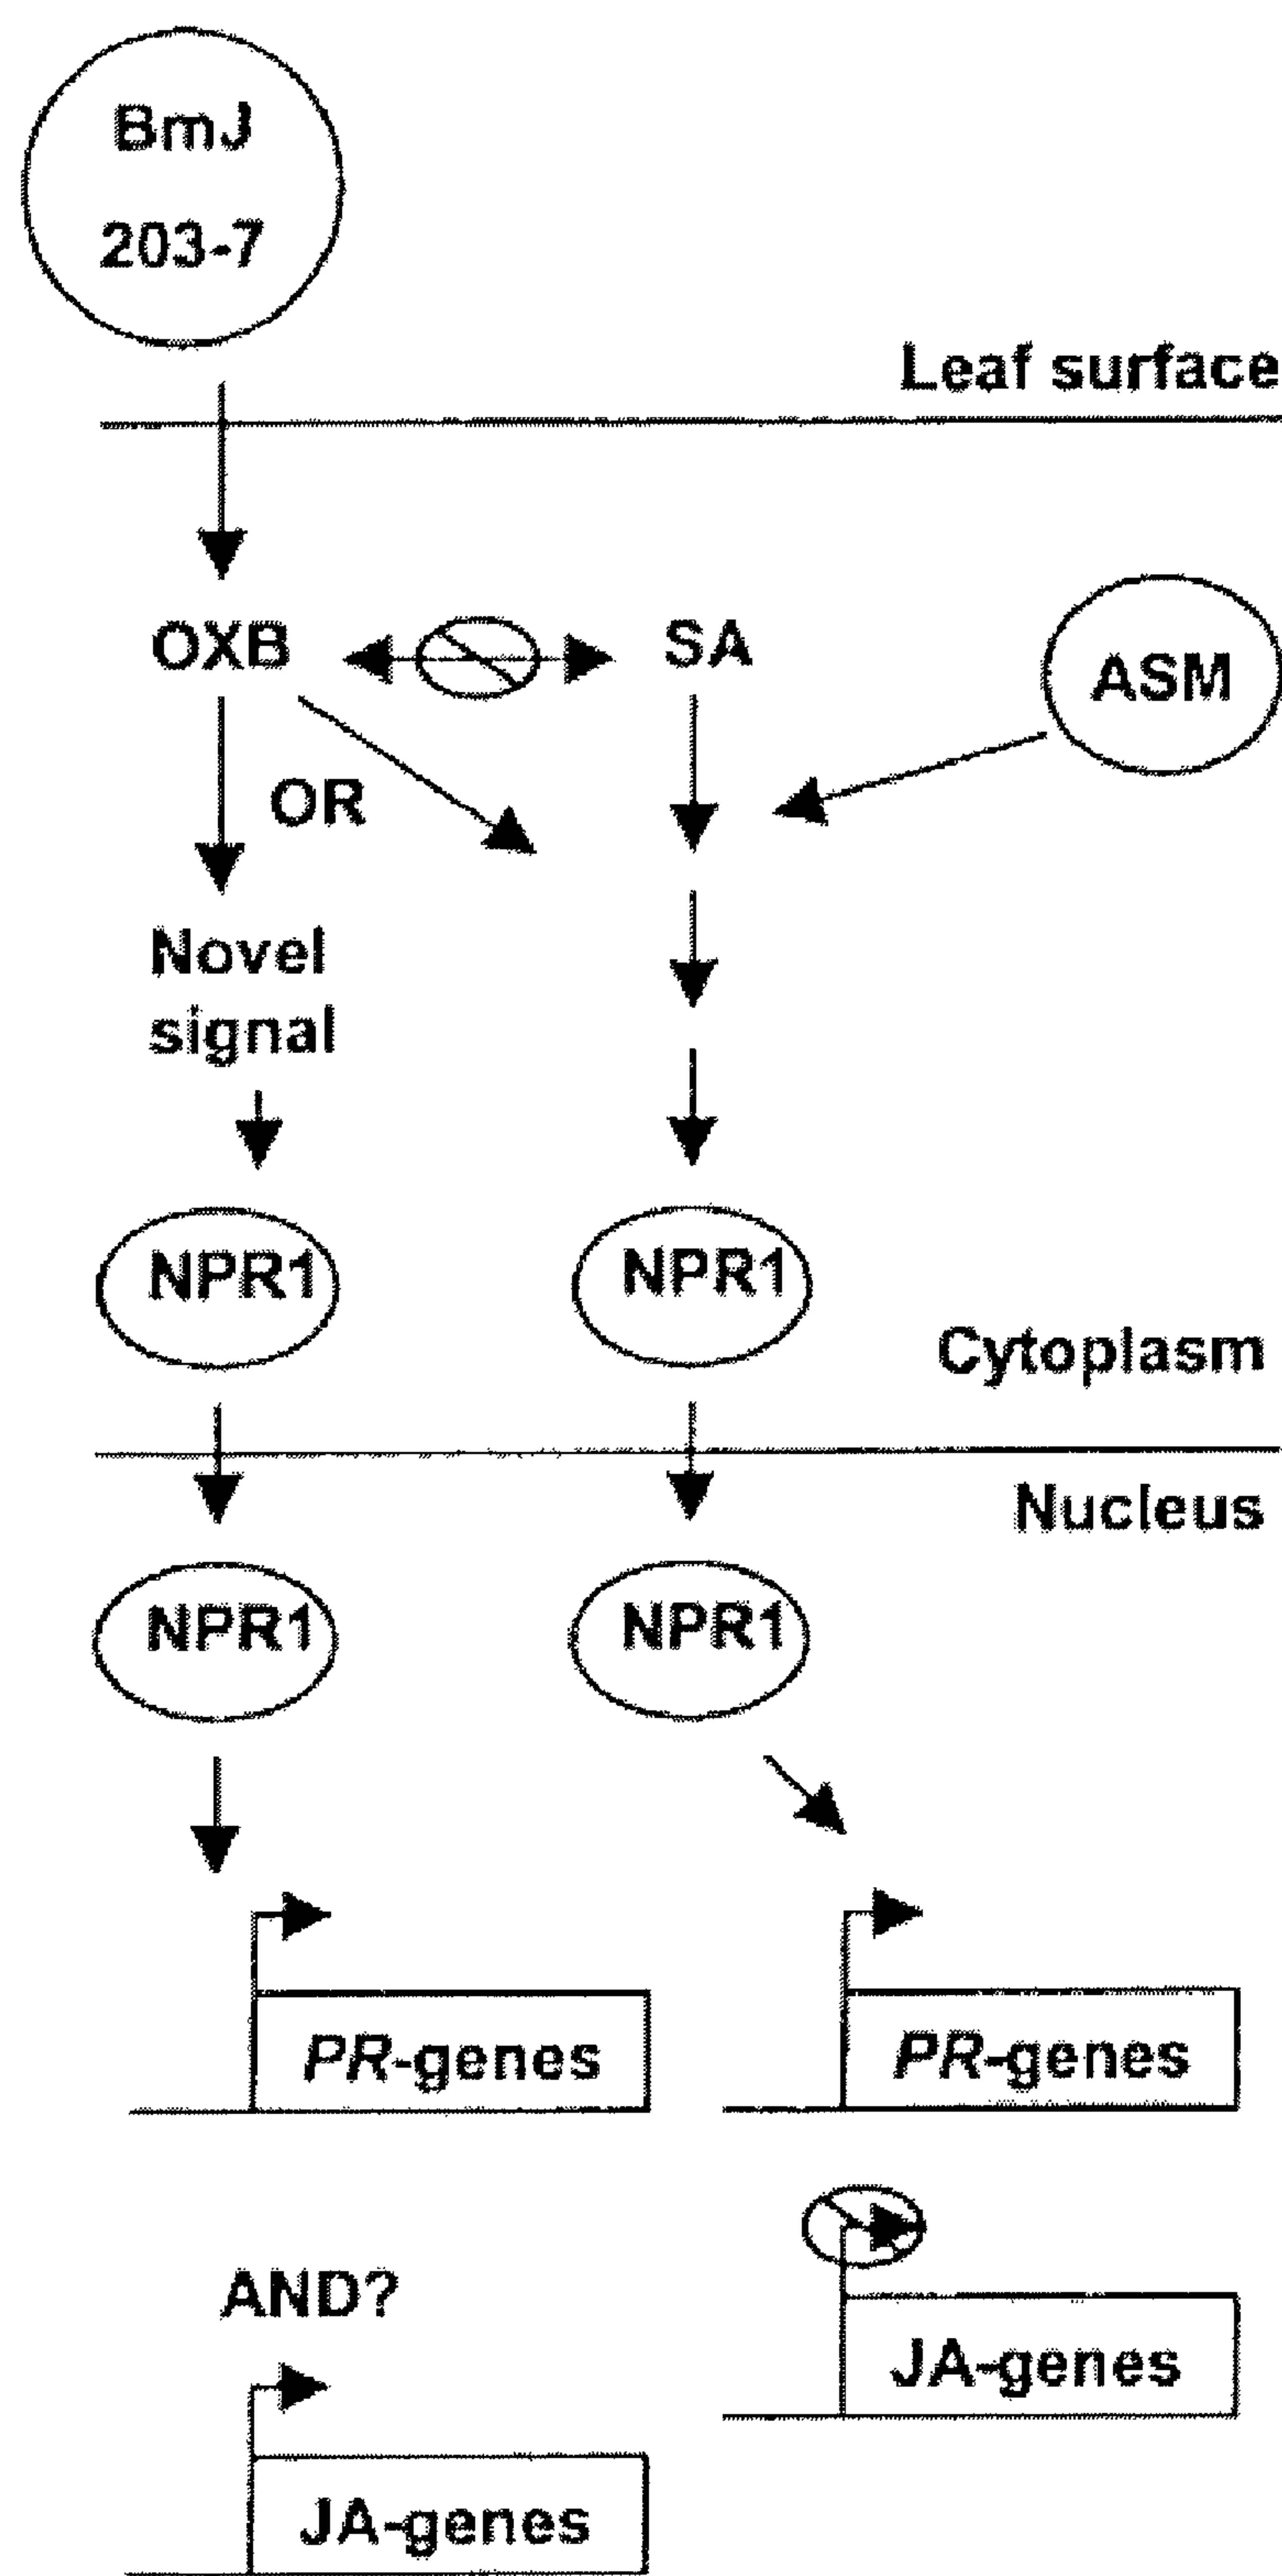 BmJ
203-7
Leaf surface
OXB
SA
ASM
OR
Novel
signal
NPR1
NPR1
Cytoplasm
Nucleus
NPR1
NPR1
PR-genes
PR-genes
AND?
JA-genes
JA-genes